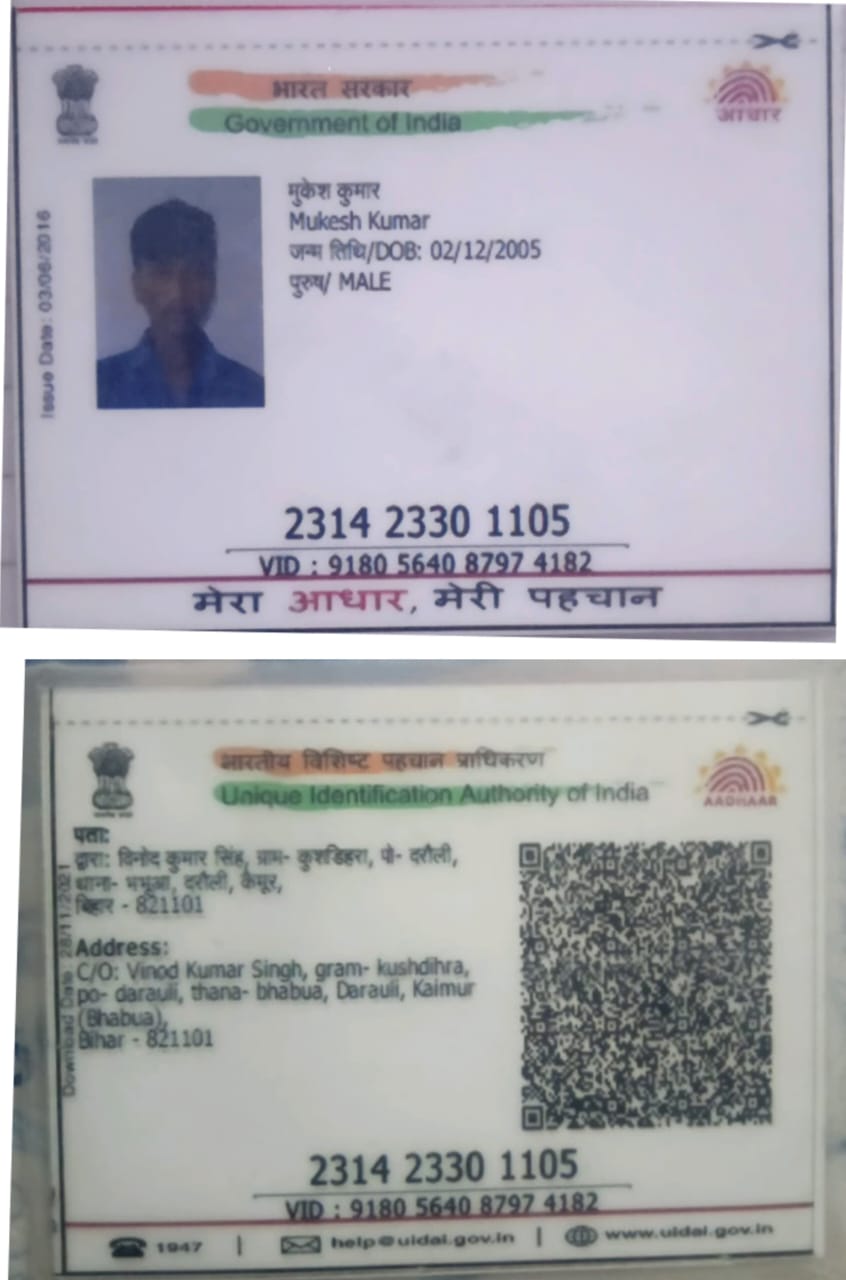 भारत सरकार
Government of India
आधार
Issue Date: 03/06/2016
मुकेश कुमार
Mukesh Kumar
जन्म तिथि/DOB: 02/12/2005
पुरुष/ MALE
2314 2330 1105
VID : 9180 5640 8797 4182
मेरा आधार, मेरी पहचान
भारतीय विशिष्ट पहचान प्राधिकरण
Unique Identification Authority of India
AADHAAR
Download Date: 28/11/2021
पता:
द्वारा: विनोद कुमार सिंह, ग्राम- कुशडिहरा, पो- दरौली,
थाना- भभूआ, दरौली, कैमूर,
बिहार - 821101
Address:
C/O: Vinod Kumar Singh, gram- kushdihra,
po- darauli, thana- bhabua, Darauli, Kaimur
(Bhabua),
Bihar - 821101
2314 2330 1105
VID : 9180 5640 8797 4182
1947 | help@uidai.gov.in | www.uidai.gov.in